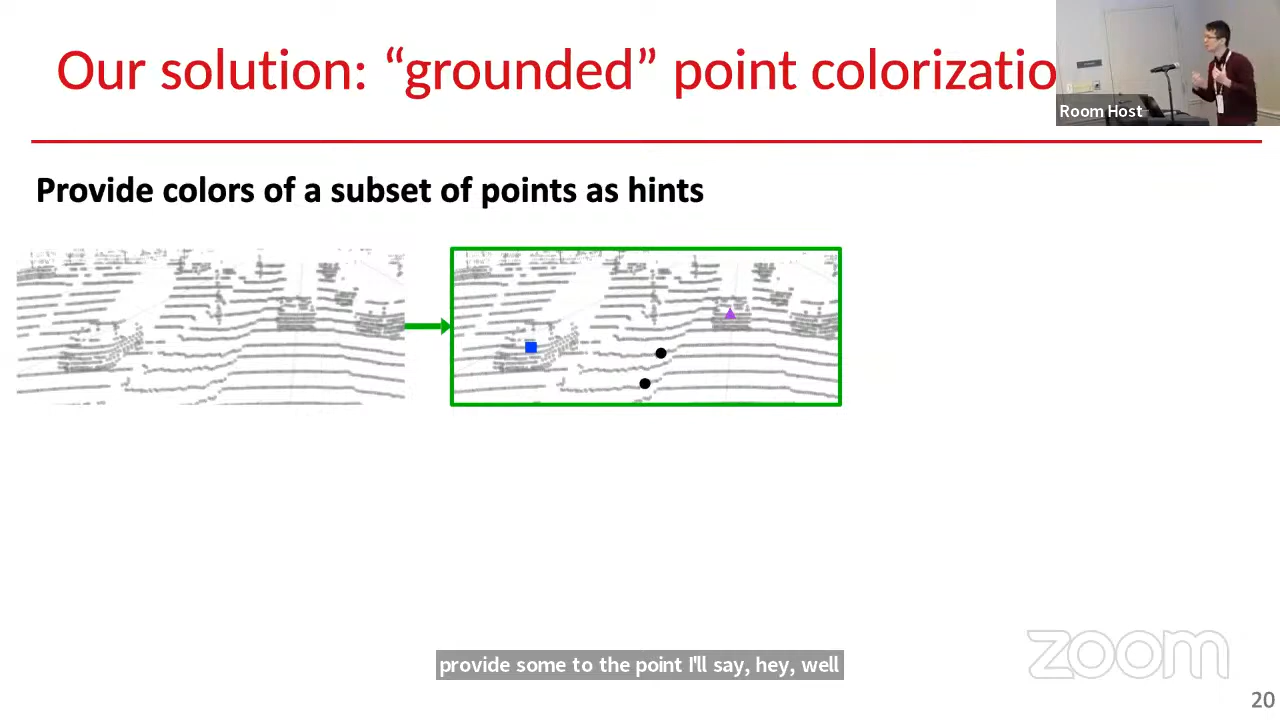 Our solution: “grounded” point colorizatio
Room Host
Provide colors of a subset of points as hints
provide some to the point I'll say, hey, well
zoom
20